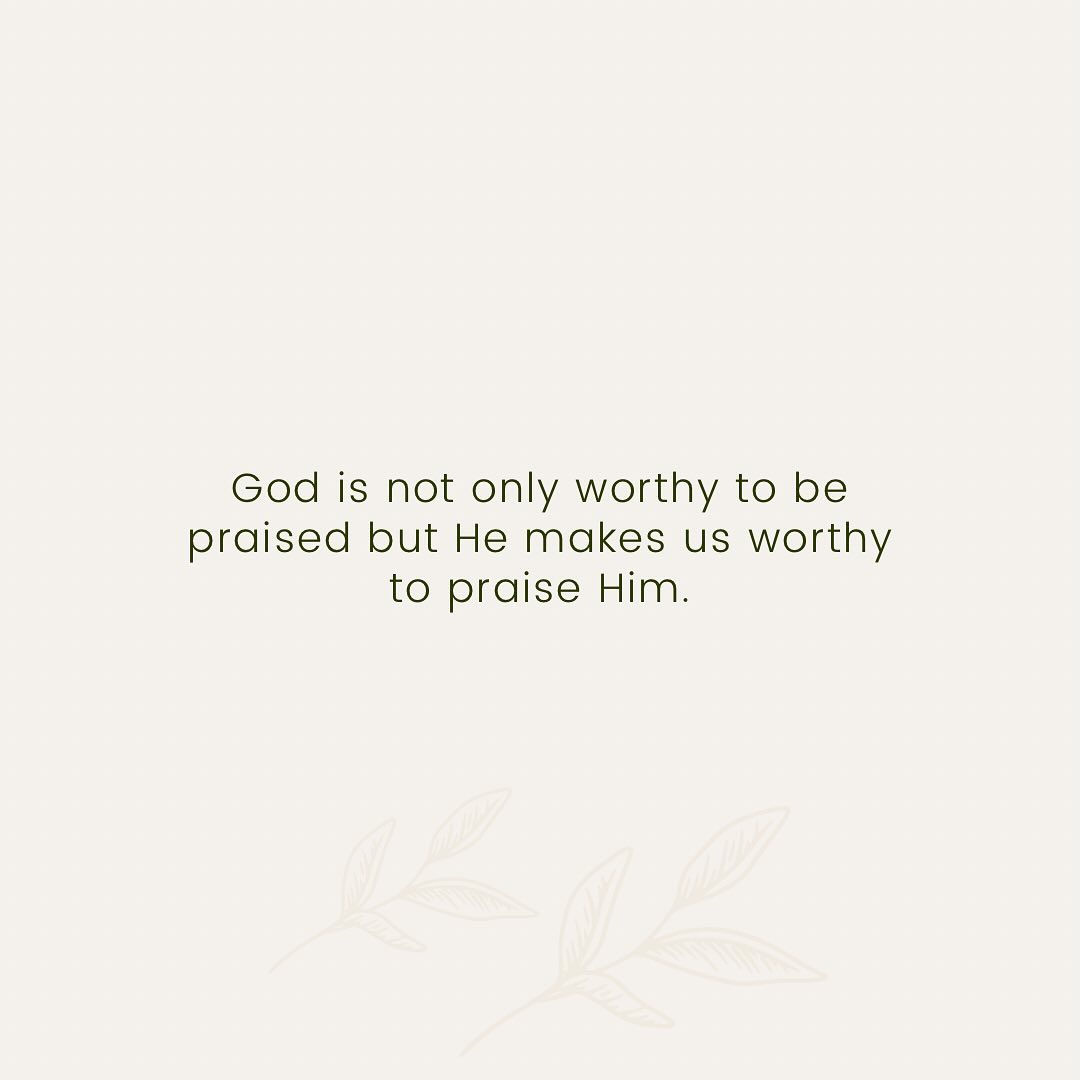 God is not only worthy to be
praised but He makes us worthy
to praise Him.